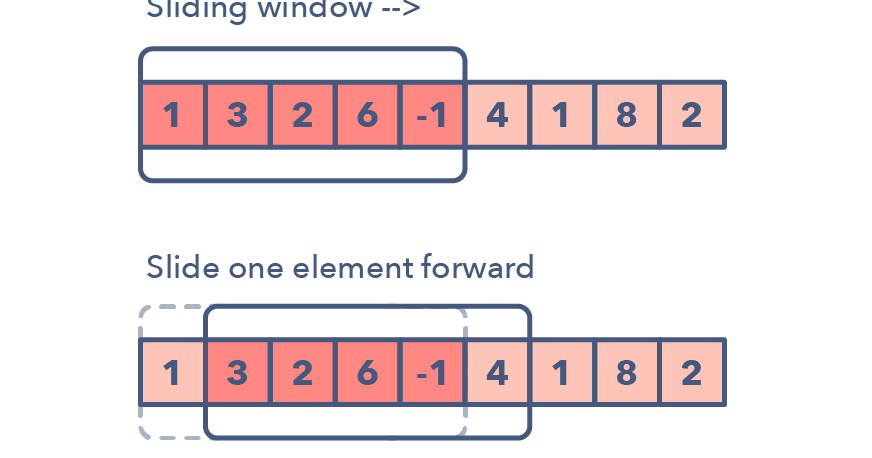 Sliding window -->
1 3 2 6 -1 4 1 8 2
Slide one element forward
1 3 2 6 -1 4 1 8 2